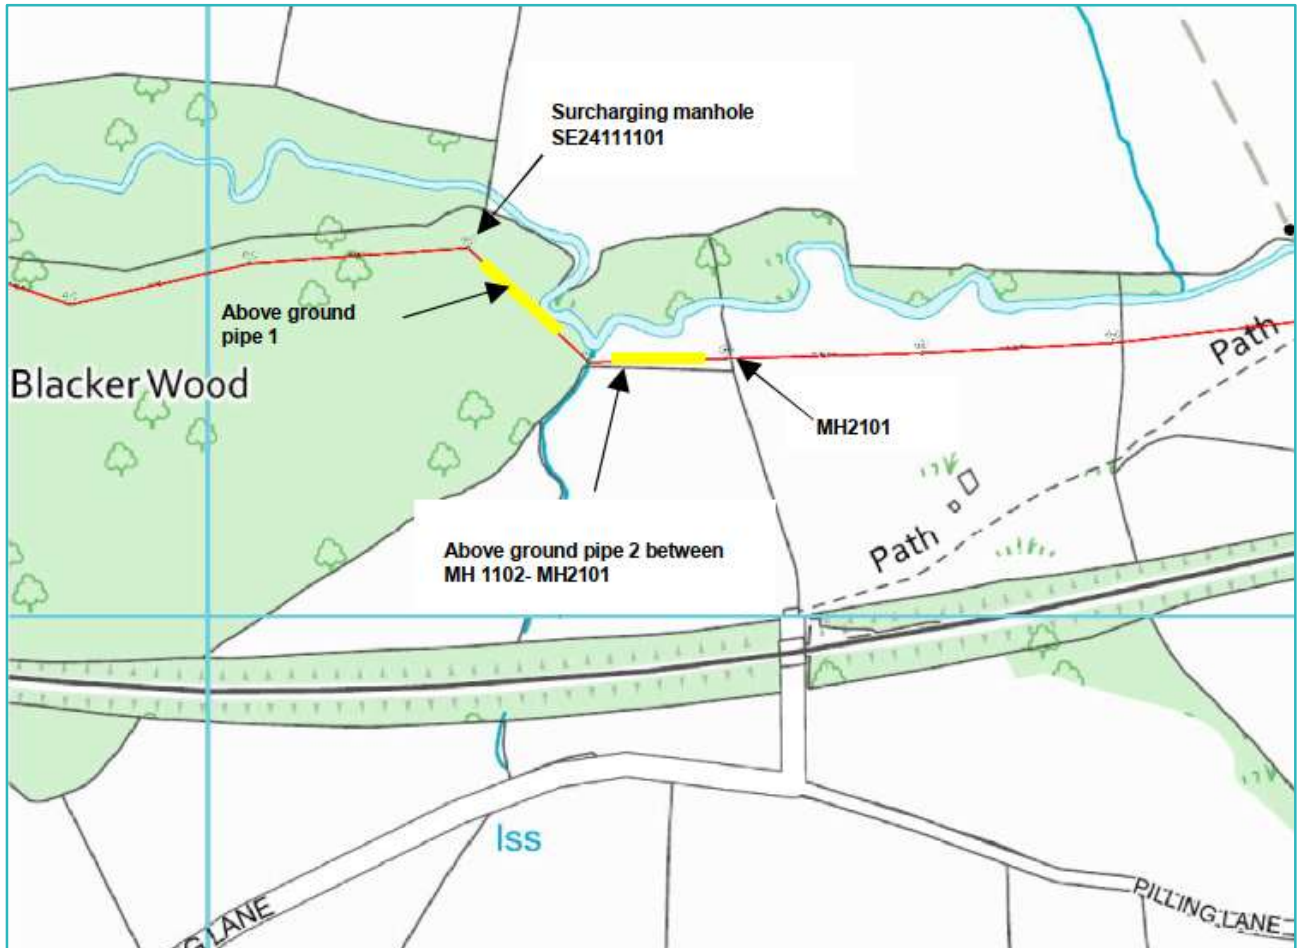 Surcharging manhole
SE24111101
Above ground
pipe 1
Blacker Wood
Path
MH2101
Path
Above ground pipe 2 between
MH 1102- MH2101
Iss
G LANE
PILLING LANE